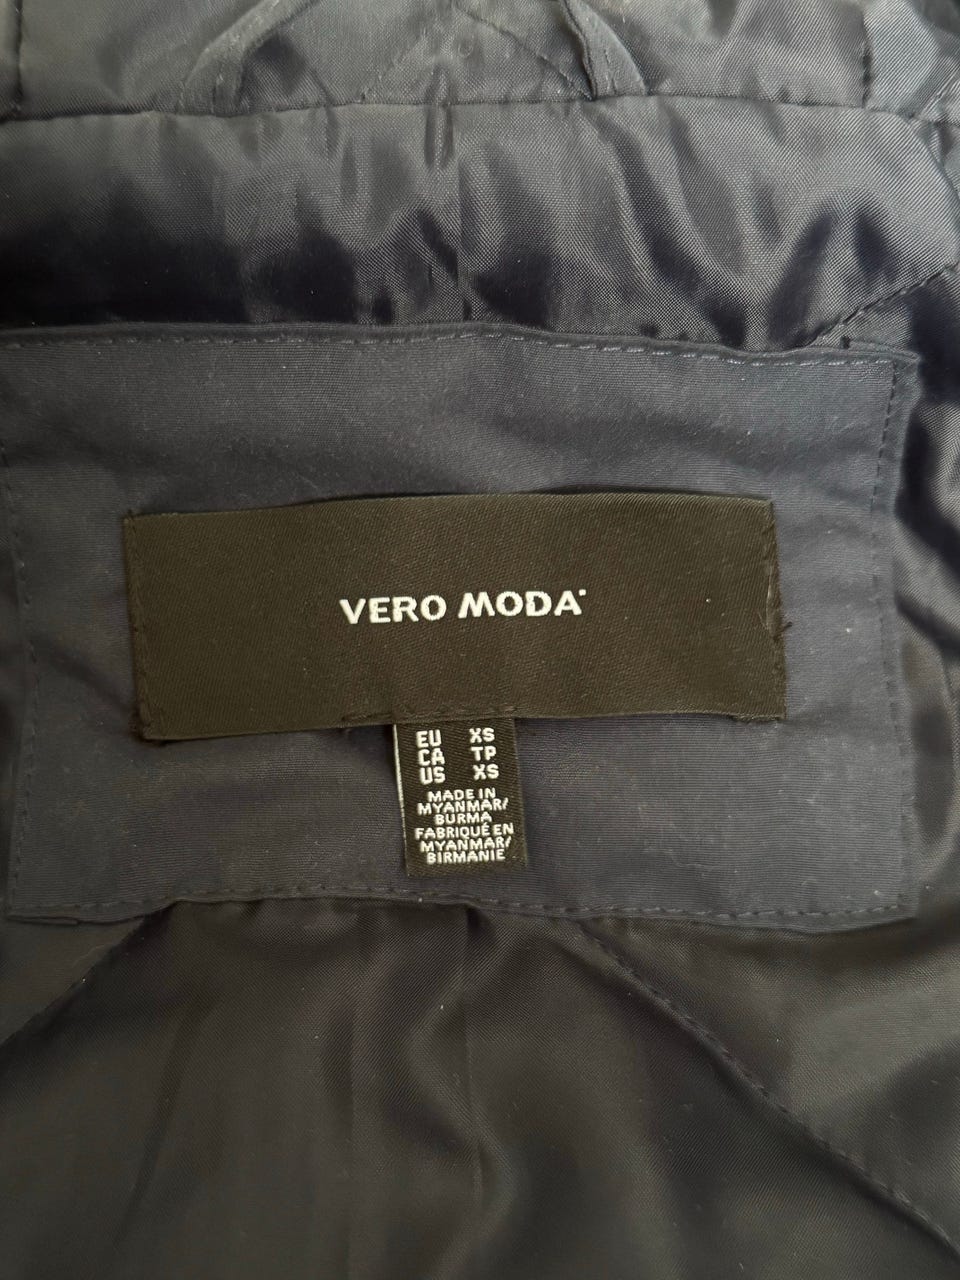 VERO MODA
EU XS
CA TP
US XS
MADE IN
MYANMAR/
BURMA
FABRIQUÉ EN
MYANMAR/
BIRMANIE